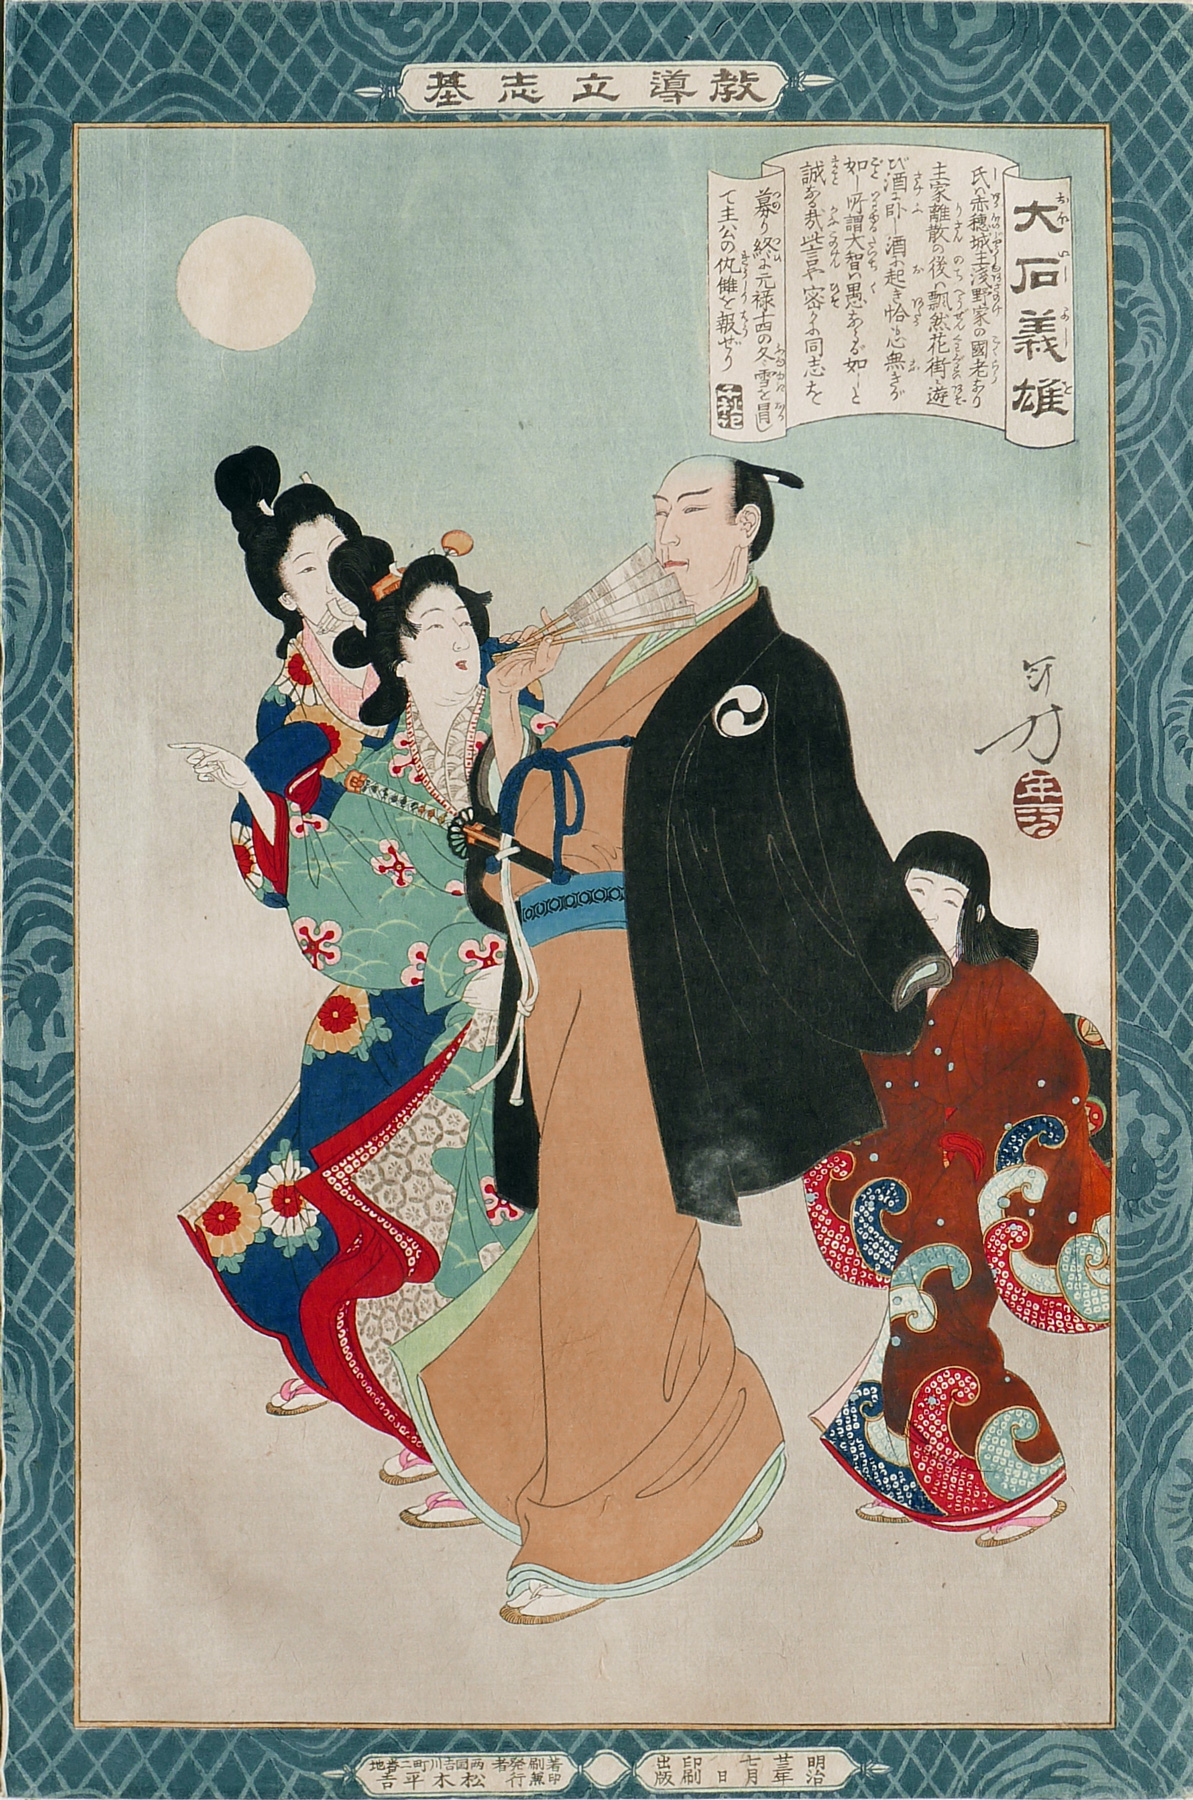 教導立志基
大石義雄
氏ハ赤穂城主淺野家の國老なり
主家離散の後ハ飄然花街に遊
び酒に臥し酒に起き恰も心無きが
如し所謂大智ハ愚なるが如しと
誠なる哉此言や密かに同志を
募り終に元禄十四の冬雪を冒し
て主公の仇讎を報ぜり
年方
明治
廿三年
七月
日
印刷
出版
著印
刷兼
発行
者
両国吉川町二番地
松木平吉